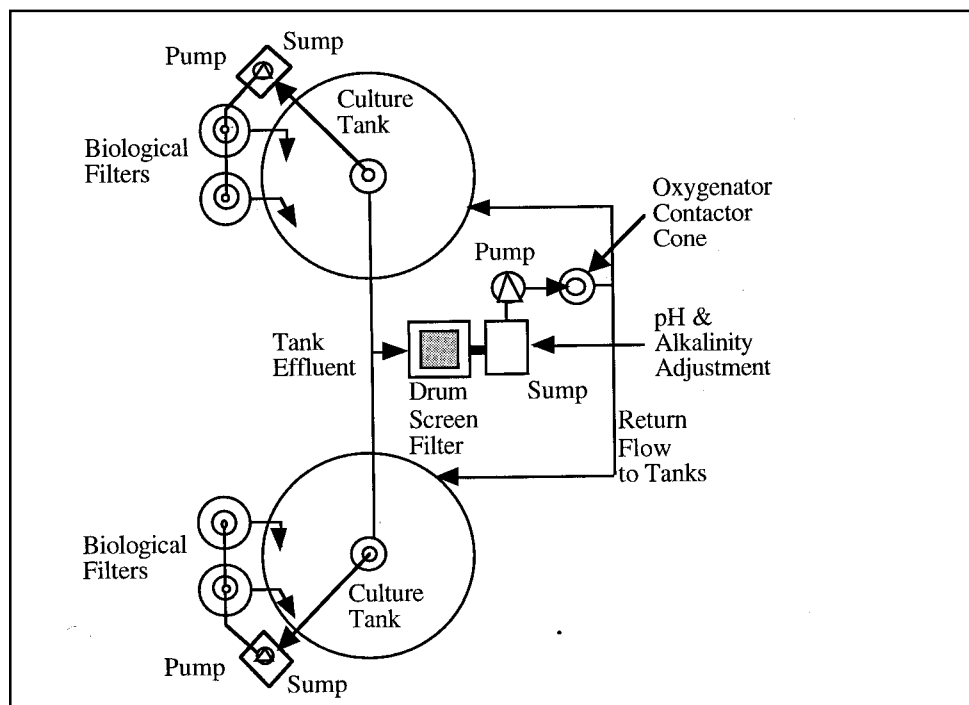 Sump
Pump
Culture
Tank
Biological
Filters
Oxygenator
Contactor
Cone
Pump
Tank
Effluent
pH &
Alkalinity
Adjustment
Drum
Screen
Filter
Sump
Return
Flow
to Tanks
Biological
Filters
Culture
Tank
Pump
Sump